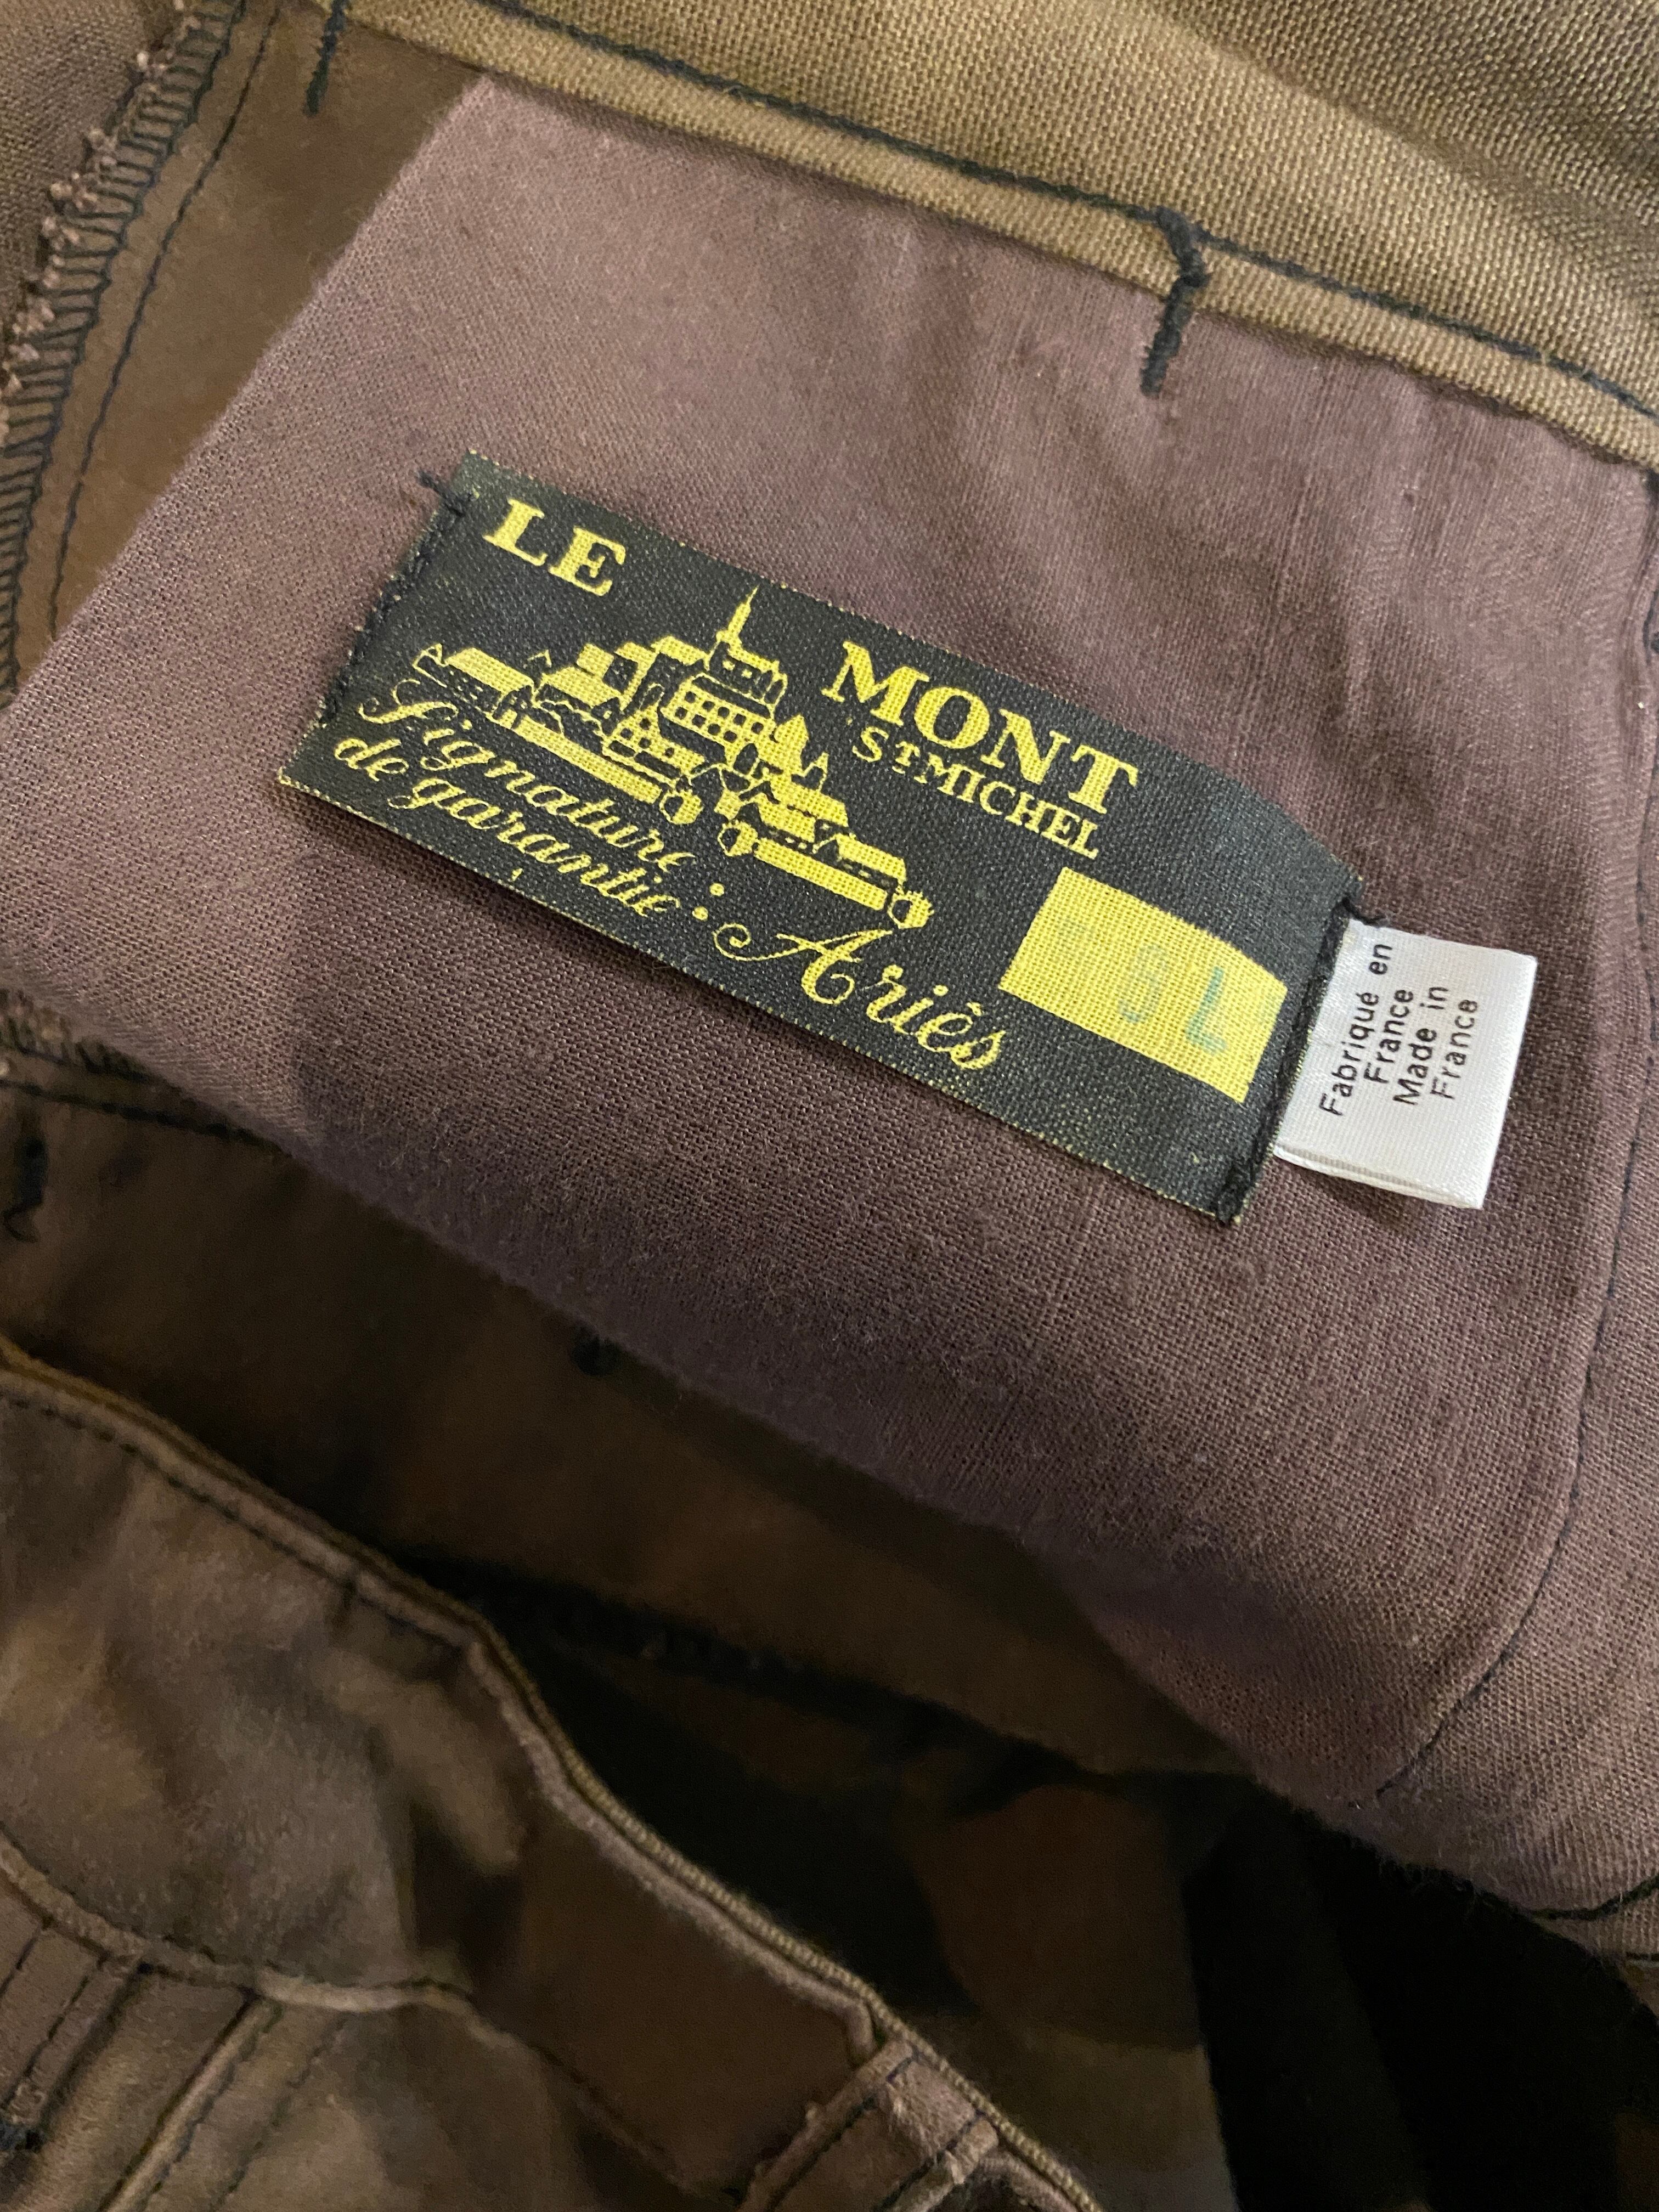 LE MONT
ST MICHEL
Signature
de garantie : Ariès
Fabriqué en
France
Made in
France